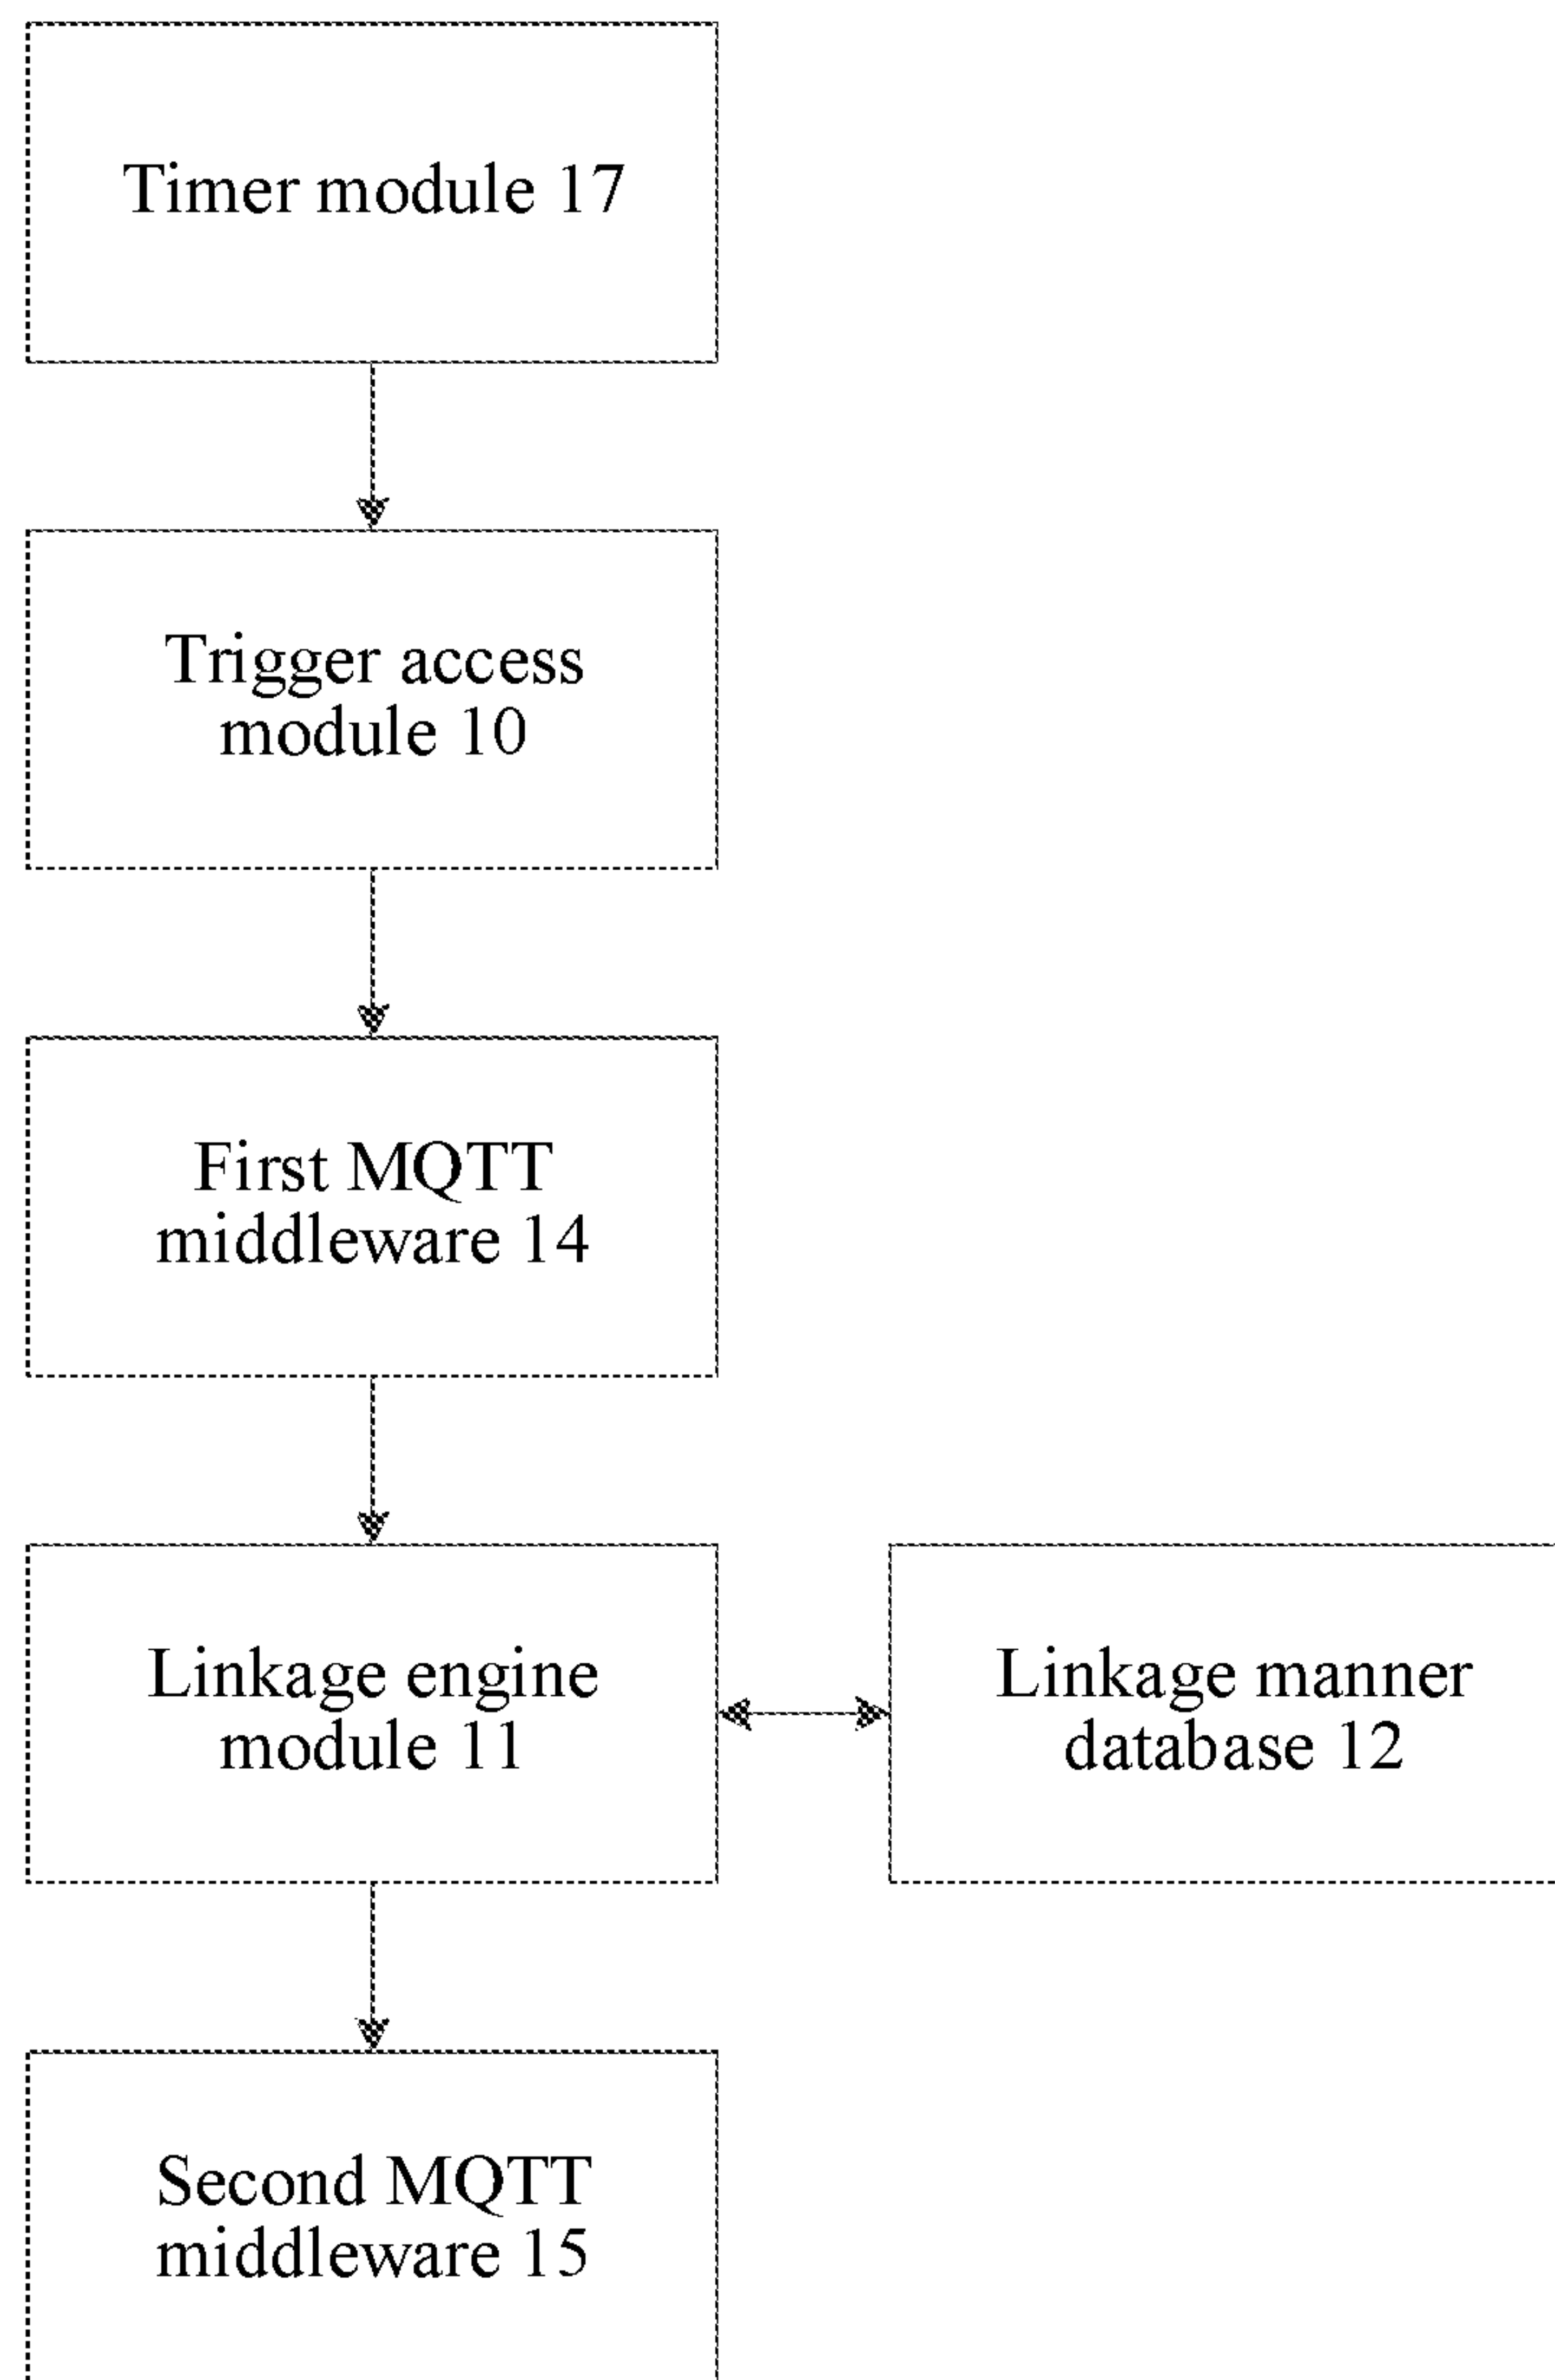 Timer module 17
Trigger access
module 10
First MQTT
middleware 14
Linkage engine
module 11
Linkage manner
database 12
Second MQTT
middleware 15